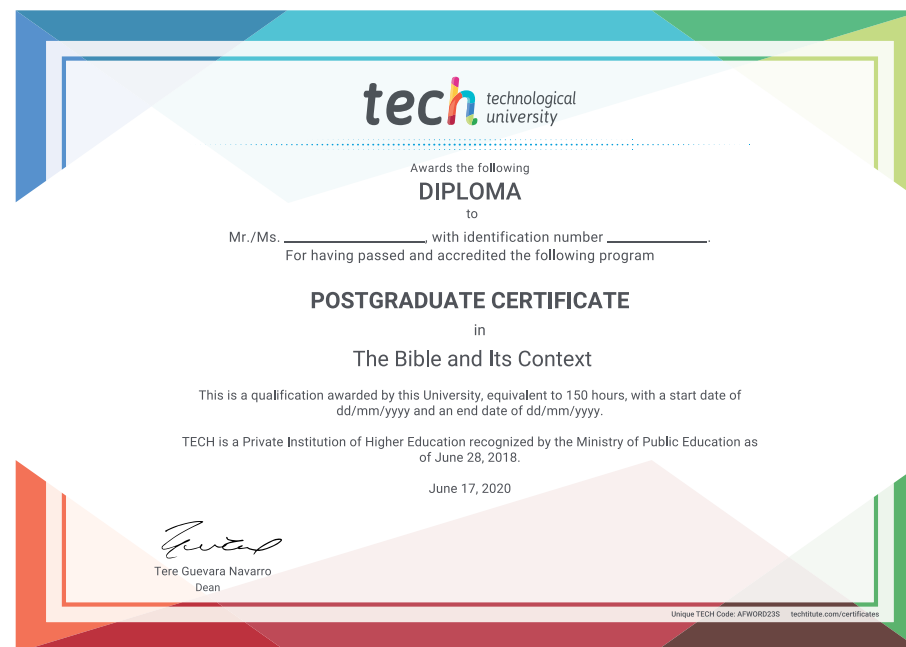 tech technological
university
Awards the following
DIPLOMA
to
Mr./Ms. ____________________, with identification number ______________.
For having passed and accredited the following program
POSTGRADUATE CERTIFICATE
in
The Bible and Its Context
This is a qualification awarded by this University, equivalent to 150 hours, with a start date of
dd/mm/yyyy and an end date of dd/mm/yyyy.
TECH is a Private Institution of Higher Education recognized by the Ministry of Public Education as
of June 28, 2018.
June 17, 2020
Tere Guevara Navarro
Dean
Unique TECH Code: AFWORD23S techtitute.com/certificates